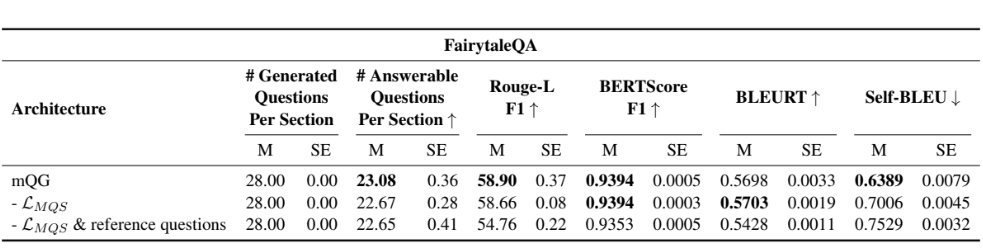 FairytaleQA
Architecture # Generated Questions Per Section # Answerable Questions Per Section ↑ Rouge-L F1 ↑ BERTScore F1 ↑ BLEURT ↑ Self-BLEU ↓
M SE M SE M SE M SE M SE M SE
mQG 28.00 0.00 23.08 0.36 58.90 0.37 0.9394 0.0005 0.5698 0.0033 0.6389 0.0079
- ℒMQS 28.00 0.00 22.67 0.28 58.66 0.08 0.9394 0.0003 0.5703 0.0019 0.7006 0.0045
- ℒMQS & reference questions 28.00 0.00 22.65 0.41 54.76 0.22 0.9353 0.0005 0.5428 0.0011 0.7529 0.0032